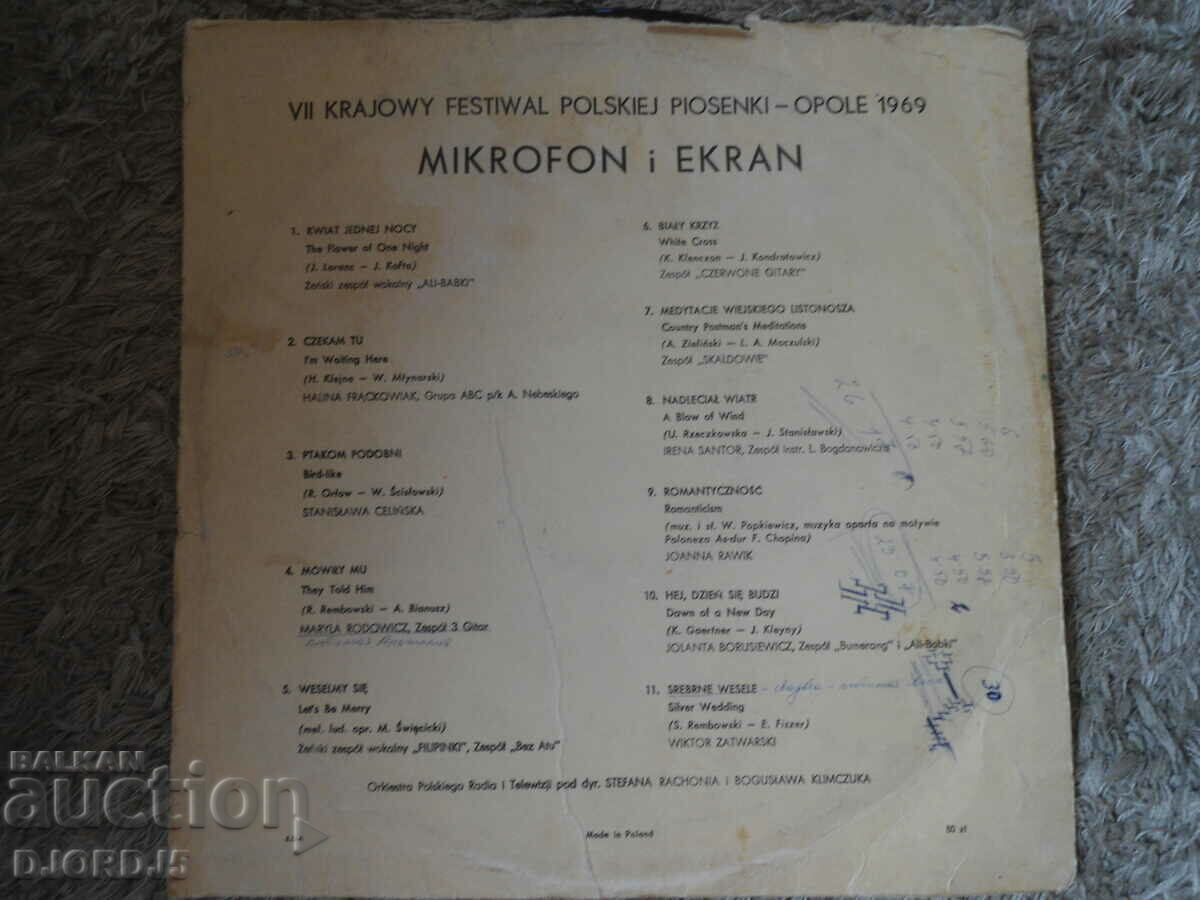 VII KRAJOWY FESTIWAL POLSKIEJ PIOSENKI – OPOLE 1969
MIKROFON i EKRAN
1. KWIAT JEDNEJ NOCY
The Flower of One Night
(J. Lorenc – J. Kofta)
Żeński zespół wokalny „ALI-BABKI"
2. CZEKAM TU
I'm Waiting Here
(H. Klejne – W. Młynarski)
HALINA FRĄCKOWIAK, Grupa ABC p/k A. Nebeskiego
3. PTAKOM PODOBNI
Bird-like
(R. Orłow – W. Ścisłowski)
STANISŁAWA CELIŃSKA
4. MÓWIŁY MU
They Told Him
(R. Rembowski – A. Bianusz)
MARYLA RODOWICZ, Zespół 3 Gitar
5. WESELMY SIĘ
Let's Be Merry
(mel. lud. opr. M. Święcicki)
Żeński zespół wokalny „FILIPINKI", Zespół „Bez Atu"
6. BIAŁY KRZYŻ
White Cross
(K. Klenczon – J. Kondratowicz)
Zespół „CZERWONE GITARY"
7. MEDYTACJE WIEJSKIEGO LISTONOSZA
Country Postman's Meditations
(A. Zieliński – L. A. Moczulski)
Zespół „SKALDOWIE"
8. NADLECIAŁ WIATR
A Blow of Wind
(U. Rzeczkowska – J. Stanisławski)
IRENA SANTOR, Zespół instr. L. Bogdanowicza
9. ROMANTYCZNOŚĆ
Romanticism
(muz. i sł. W. Popkiewicz, muzyka oparta na motywie
Poloneza As-dur F. Chopina)
JOANNA RAWIK
10. HEJ, DZIEŃ SIĘ BUDZI
Dawn of a New Day
(K. Gaertner – J. Kleyny)
JOLANTA BORUSIEWICZ, Zespół „Bumerang" i „Ali-Babki"
11. SREBRNE WESELE
Silver Wedding
(S. Rembowski – E. Fiszer)
WIKTOR ZATWARSKI
30
Orkiestra Polskiego Radia i Telewizji pod dyr. STEFANA RACHONIA i BOGUSŁAWA KLIMCZUKA
Made in Poland
80 zł
BALKAN
auction
DJORD.15